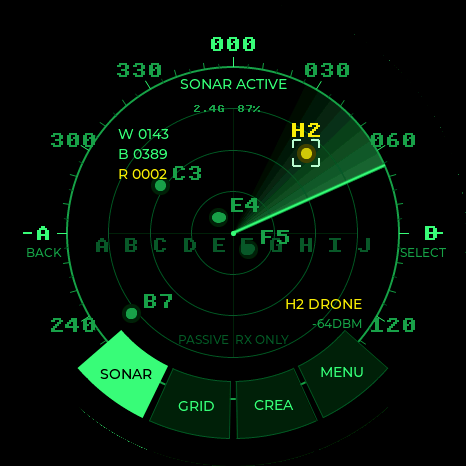 000
330
030
SONAR ACTIVE
2.4G 87%
H2
W 0143
300
060
B 0389
R 0002
C3
E4
-A
B-
F5
A B C D E F G H I J
BACK
SELECT
B7
H2 DRONE
-64DBM
240
120
PASSIVE RX ONLY
SONAR
MENU
GRID
CREA